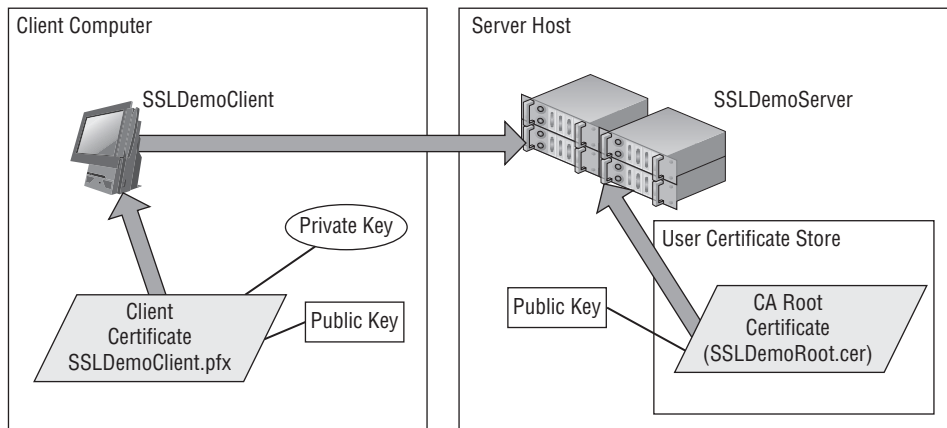 Client Computer
SSLDemoClient
Private Key
Public Key
Client
Certificate
SSLDemoClient.pfx
Server Host
SSLDemoServer
User Certificate Store
Public Key
CA Root
Certificate
(SSLDemoRoot.cer)